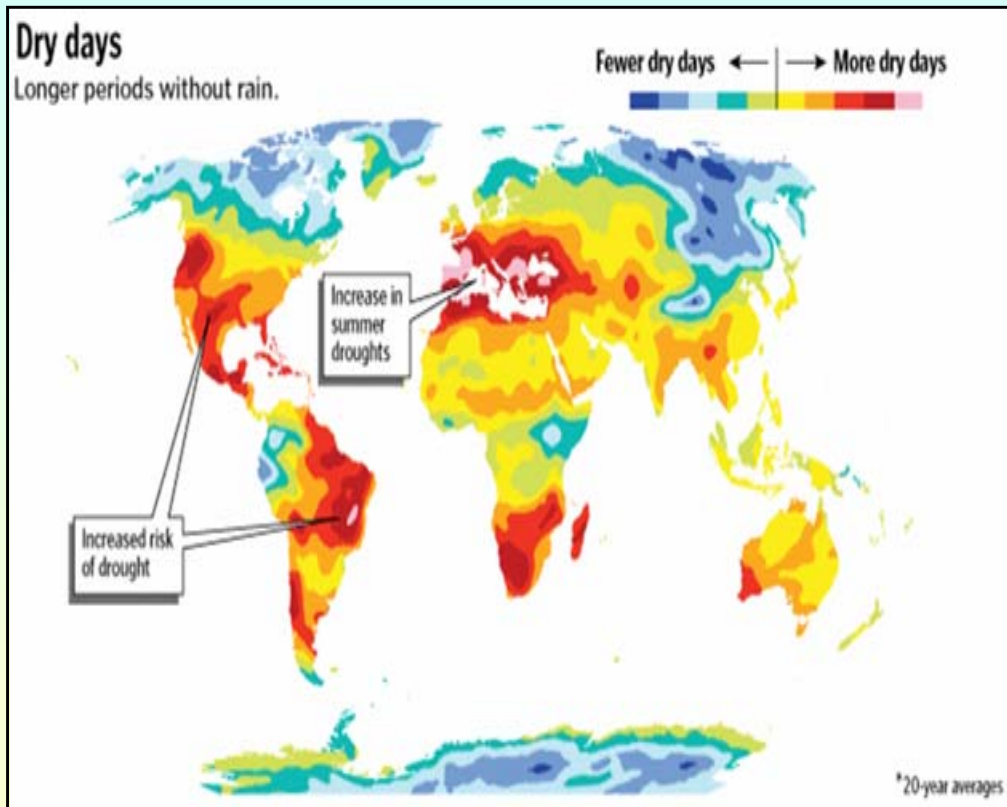 Dry days
Longer periods without rain.
Fewer dry days
More dry days
Increase in
summer
droughts
Increased risk
of drought
*20-year averages